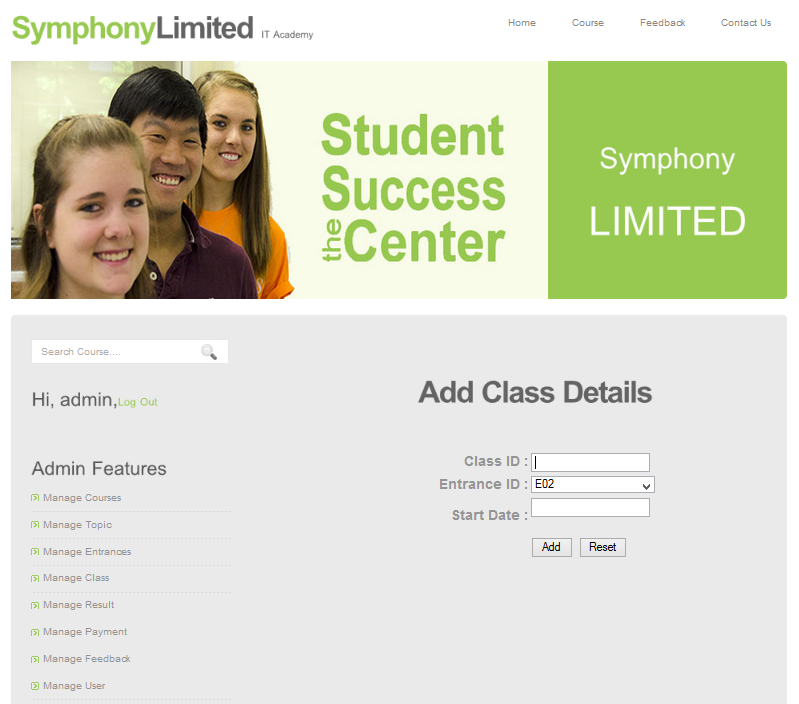 SymphonyLimited IT Academy
Home Course Feedback Contact Us
Student
Success
the Center
Symphony
LIMITED
Search Course....
Hi, admin,Log Out
Admin Features
Manage Courses
Manage Topic
Manage Entrances
Manage Class
Manage Result
Manage Payment
Manage Feedback
Manage User
Add Class Details
Class ID :
Entrance ID : E02
Start Date :
Add Reset